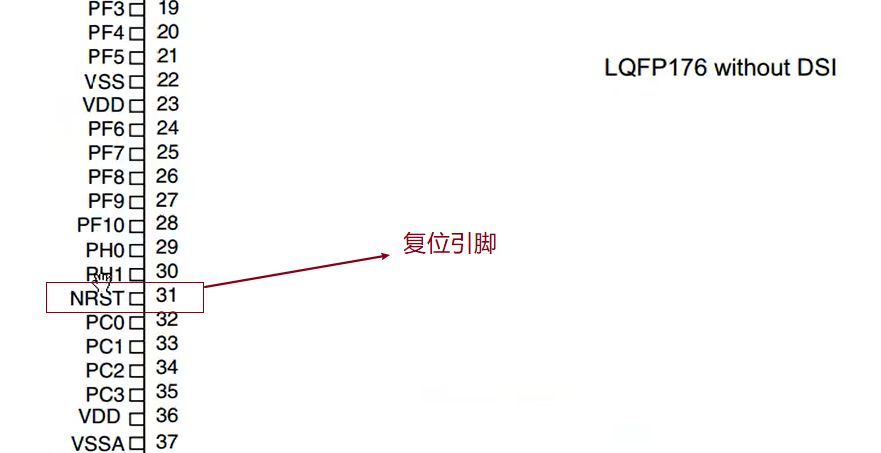 PF3 19
PF4 20
PF5 21
LQFP176 without DSI
VSS 22
VDD 23
PF6 24
PF7 25
PF8 26
PF9 27
PF10 28
复位引脚
PH0 29
PH1 30
NRST 31
PC0 32
PC1 33
PC2 34
PC3 35
VDD 36
VSSA 37